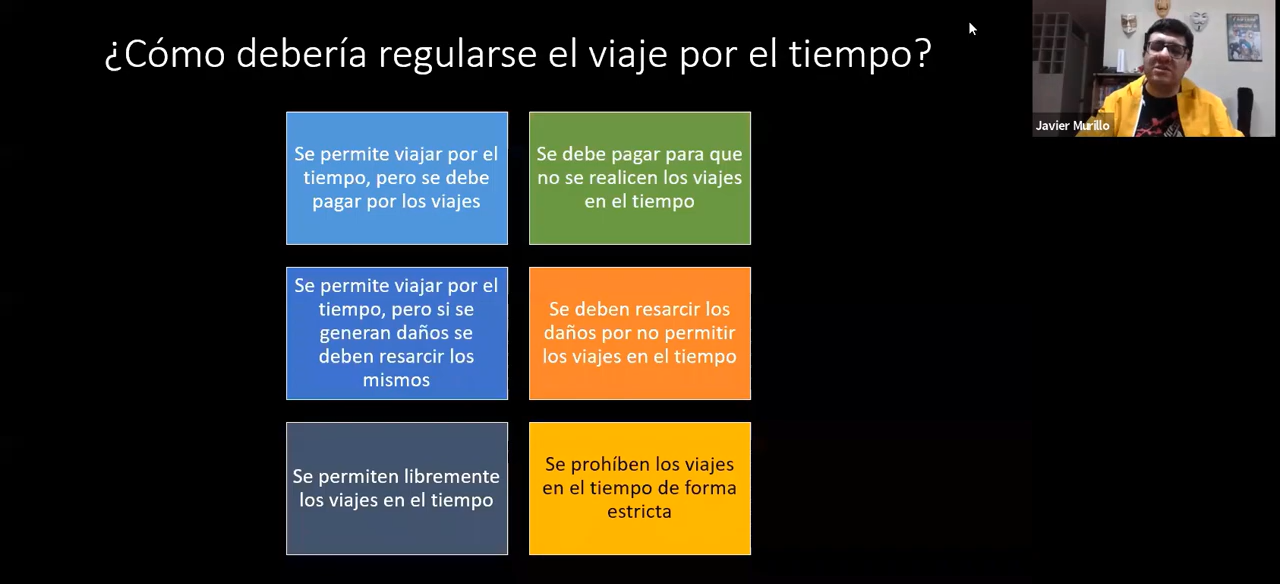 ¿Cómo debería regularse el viaje por el tiempo?
Javier Murillo
Se permite viajar por el
tiempo, pero se debe
pagar por los viajes
Se debe pagar para que
no se realicen los viajes
en el tiempo
Se permite viajar por el
tiempo, pero si se
generan daños se
deben resarcir los
mismos
Se deben resarcir los
daños por no permitir
los viajes en el tiempo
Se permiten libremente
los viajes en el tiempo
Se prohíben los viajes
en el tiempo de forma
estricta